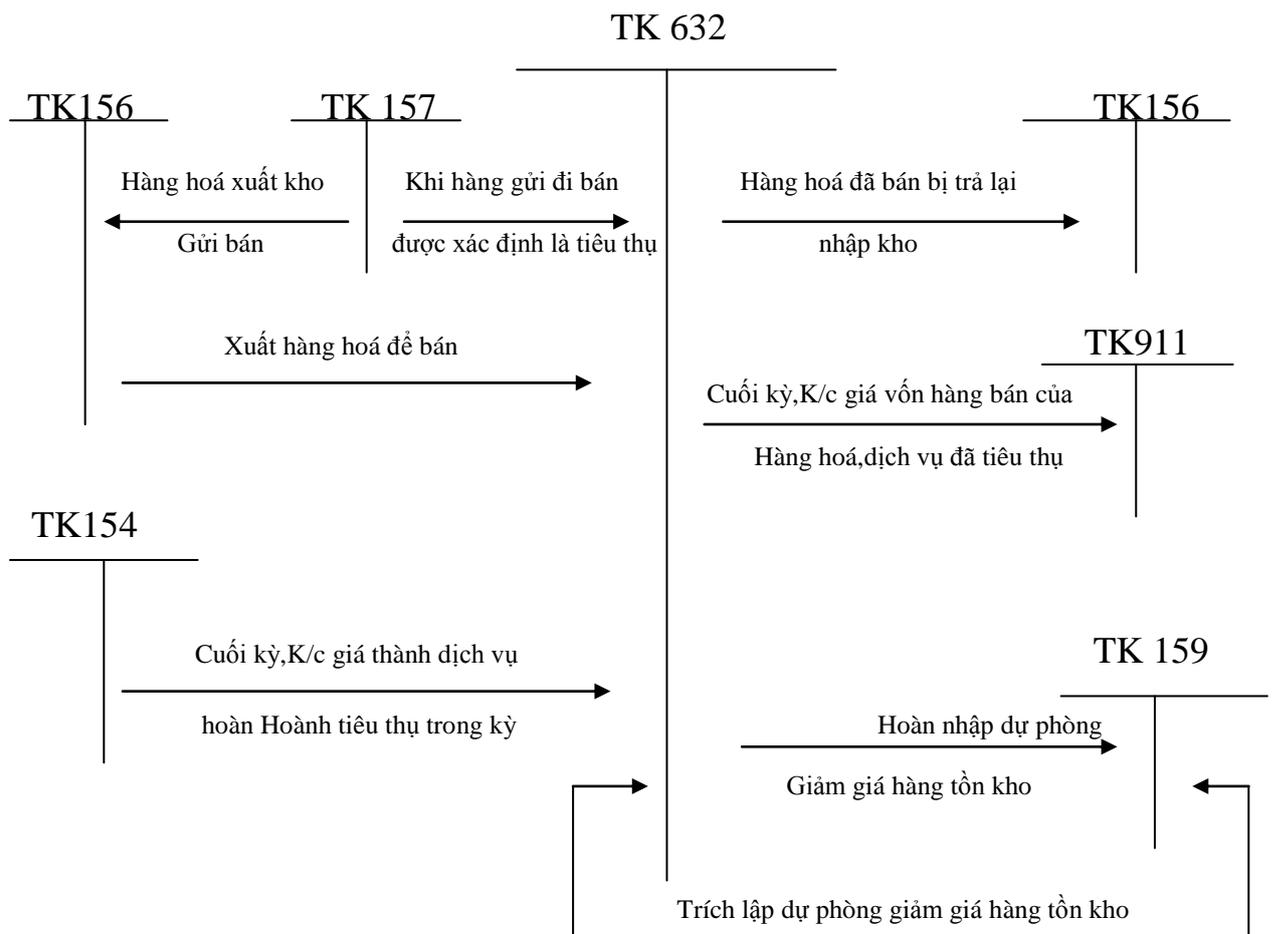 TK 632
TK156
TK 157
TK156
Hàng hoá xuất kho
Gửi bán
Khi hàng gửi đi bán
được xác định là tiêu thụ
Hàng hoá đã bán bị trả lại
nhập kho
Xuất hàng hoá để bán
TK911
Cuối kỳ,K/c giá vốn hàng bán của
Hàng hoá,dịch vụ đã tiêu thụ
TK154
Cuối kỳ,K/c giá thành dịch vụ
hoàn Hoành tiêu thụ trong kỳ
TK 159
Hoàn nhập dự phòng
Giảm giá hàng tồn kho
Trích lập dự phòng giảm giá hàng tồn kho